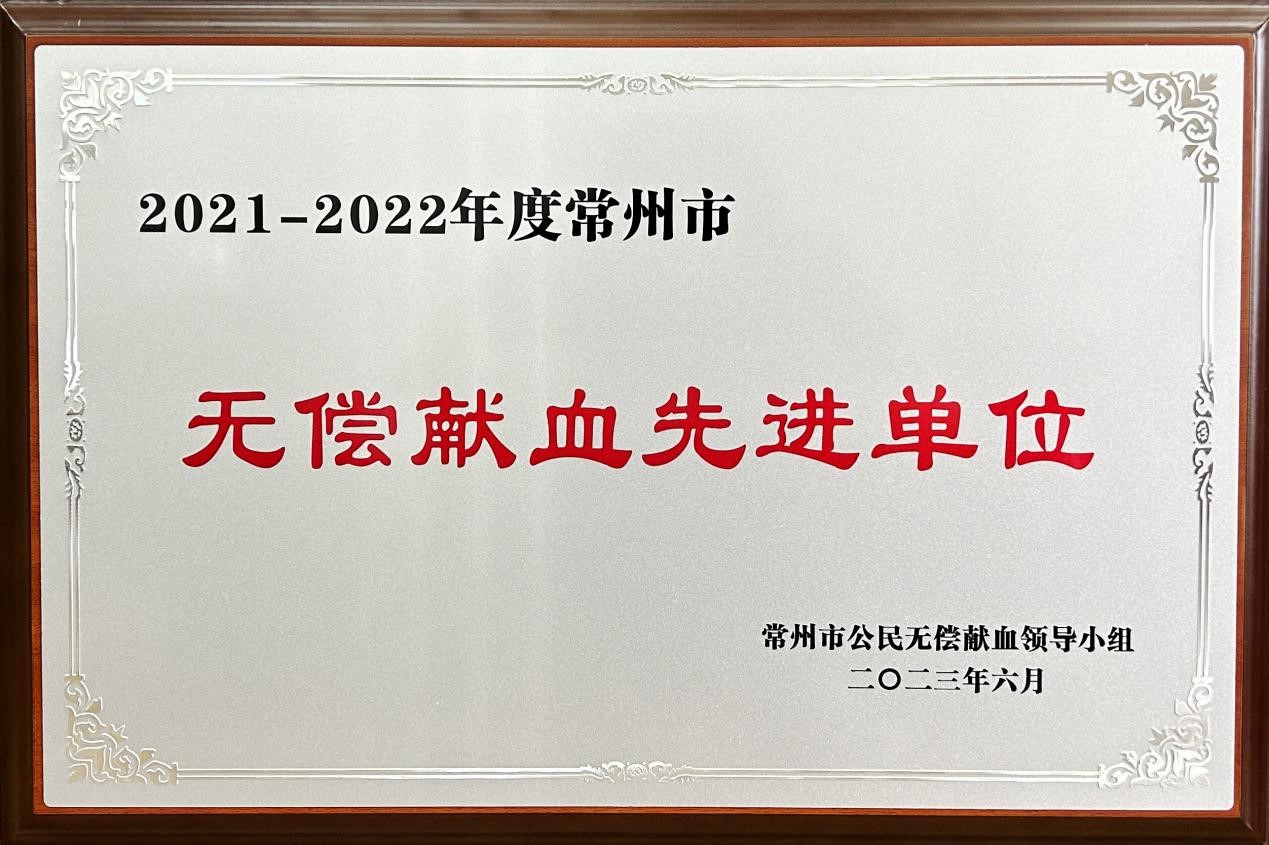 2021-2022年度常州市
无偿献血先进单位
常州市公民无偿献血领导小组
二〇二三年六月